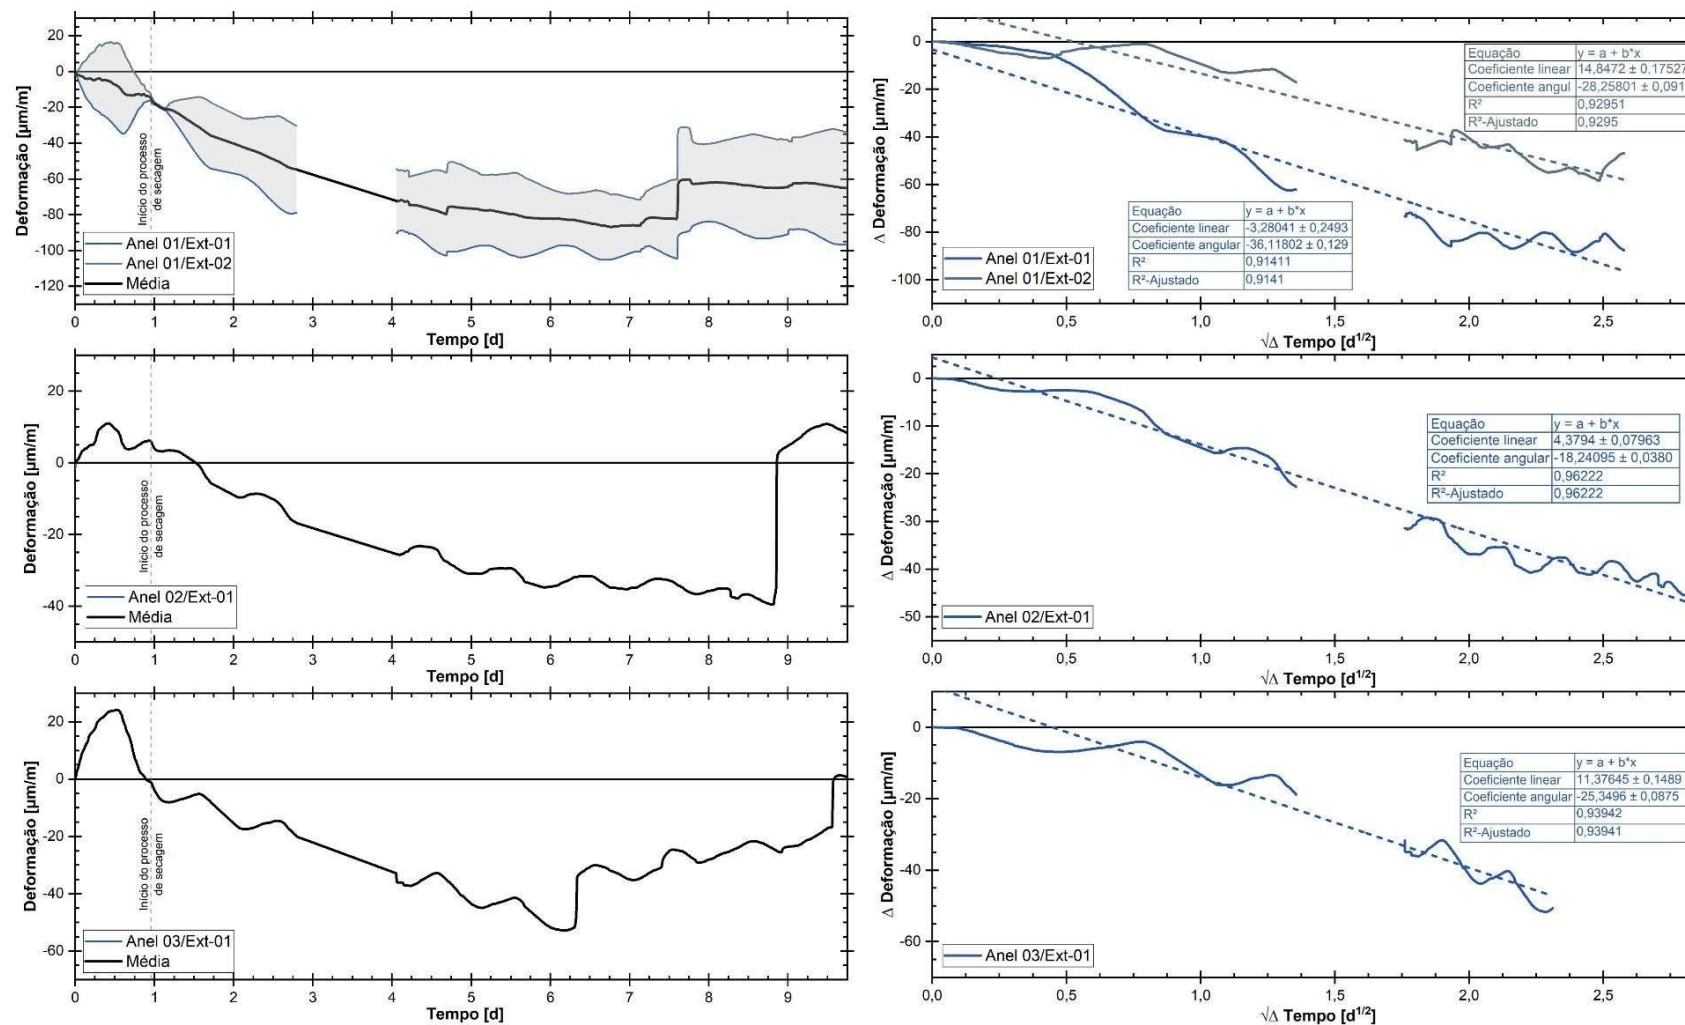 Deformação [µm/m]
20
0
-20
-40
-60
-80
-100
-120
Início do processo
de secagem
Anel 01/Ext-01
Anel 01/Ext-02
Média
0 1 2 3 4 5 6 7 8 9
Tempo [d]
Δ Deformação [µm/m]
0
-20
-40
-60
-80
-100
Equação y = a + b*x
Coeficiente linear 14,8472 ± 0,17527
Coeficiente angul -28,25801 ± 0,091
R² 0,92951
R²-Ajustado 0,9295
Equação y = a + b*x
Coeficiente linear -3,28041 ± 0,2493
Coeficiente angular -36,11802 ± 0,129
R² 0,91411
R²-Ajustado 0,9141
Anel 01/Ext-01
Anel 01/Ext-02
0,0 0,5 1,0 1,5 2,0 2,5
√Δ Tempo [d1/2]
Deformação [µm/m]
20
0
-20
-40
Início do processo
de secagem
Anel 02/Ext-01
Média
0 1 2 3 4 5 6 7 8 9
Tempo [d]
Δ Deformação [µm/m]
0
-10
-20
-30
-40
-50
Equação y = a + b*x
Coeficiente linear 4,3794 ± 0,07963
Coeficiente angular -18,24095 ± 0,0380
R² 0,96222
R²-Ajustado 0,96222
Anel 02/Ext-01
0,0 0,5 1,0 1,5 2,0 2,5
√Δ Tempo [d1/2]
Deformação [µm/m]
20
0
-20
-40
-60
Início do processo
de secagem
Anel 03/Ext-01
Média
0 1 2 3 4 5 6 7 8 9
Tempo [d]
Δ Deformação [µm/m]
0
-20
-40
-60
Equação y = a + b*x
Coeficiente linear 11,37645 ± 0,1489
Coeficiente angular -25,3496 ± 0,0875
R² 0,93942
R²-Ajustado 0,93941
Anel 03/Ext-01
0,0 0,5 1,0 1,5 2,0 2,5
√Δ Tempo [d1/2]